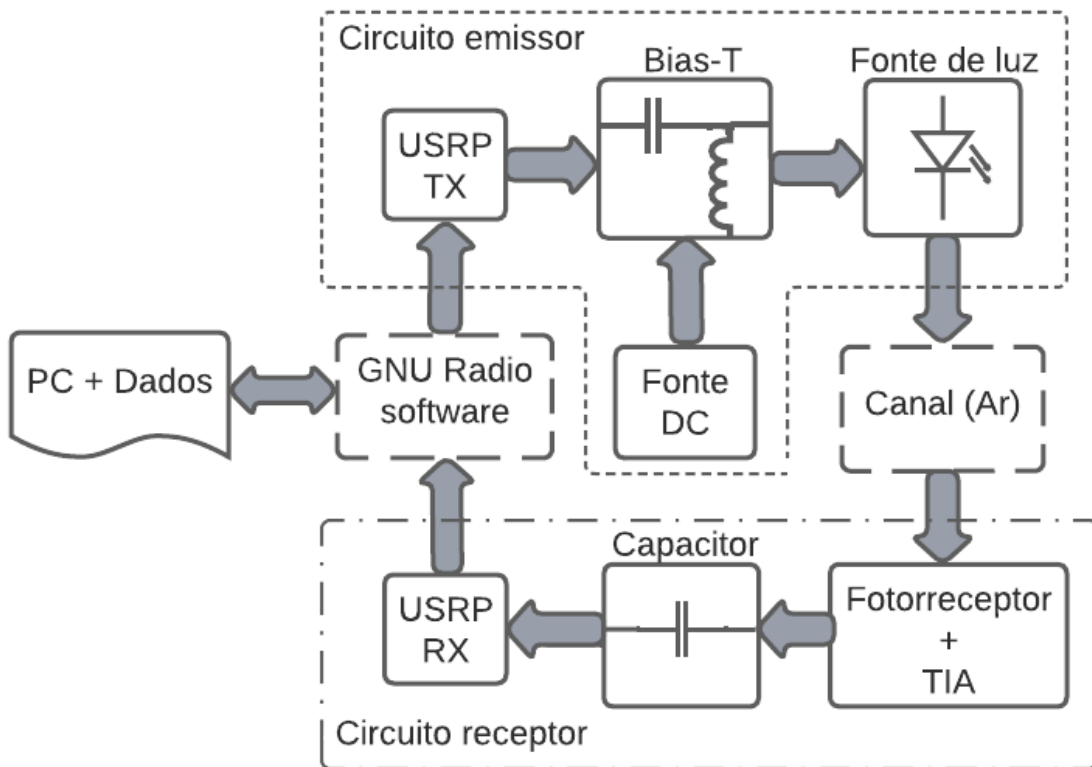 Circuito emissor
Bias-T
Fonte de luz
USRP
TX
PC + Dados
GNU Radio
software
Fonte
DC
Canal (Ar)
Capacitor
USRP
RX
Fotorreceptor
+
TIA
Circuito receptor